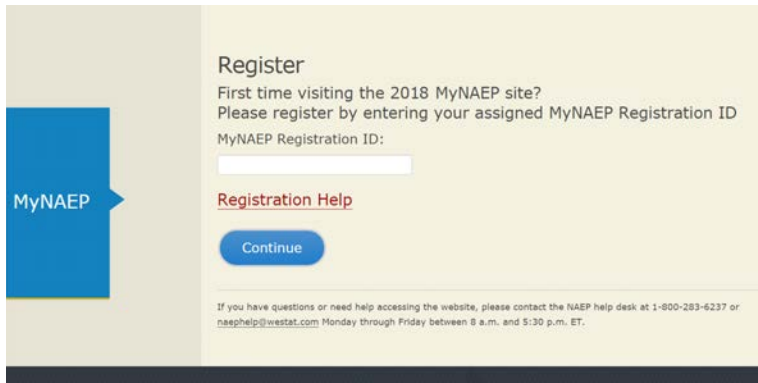 Register
First time visiting the 2018 MyNAEP site?
Please register by entering your assigned MyNAEP Registration ID
MyNAEP Registration ID:
MyNAEP
Registration Help
Continue
If you have questions or need help accessing the website, please contact the NAEP help desk at 1-800-283-6237 or
naephelp@westat.com Monday through Friday between 8 a.m. and 5:30 p.m. ET.